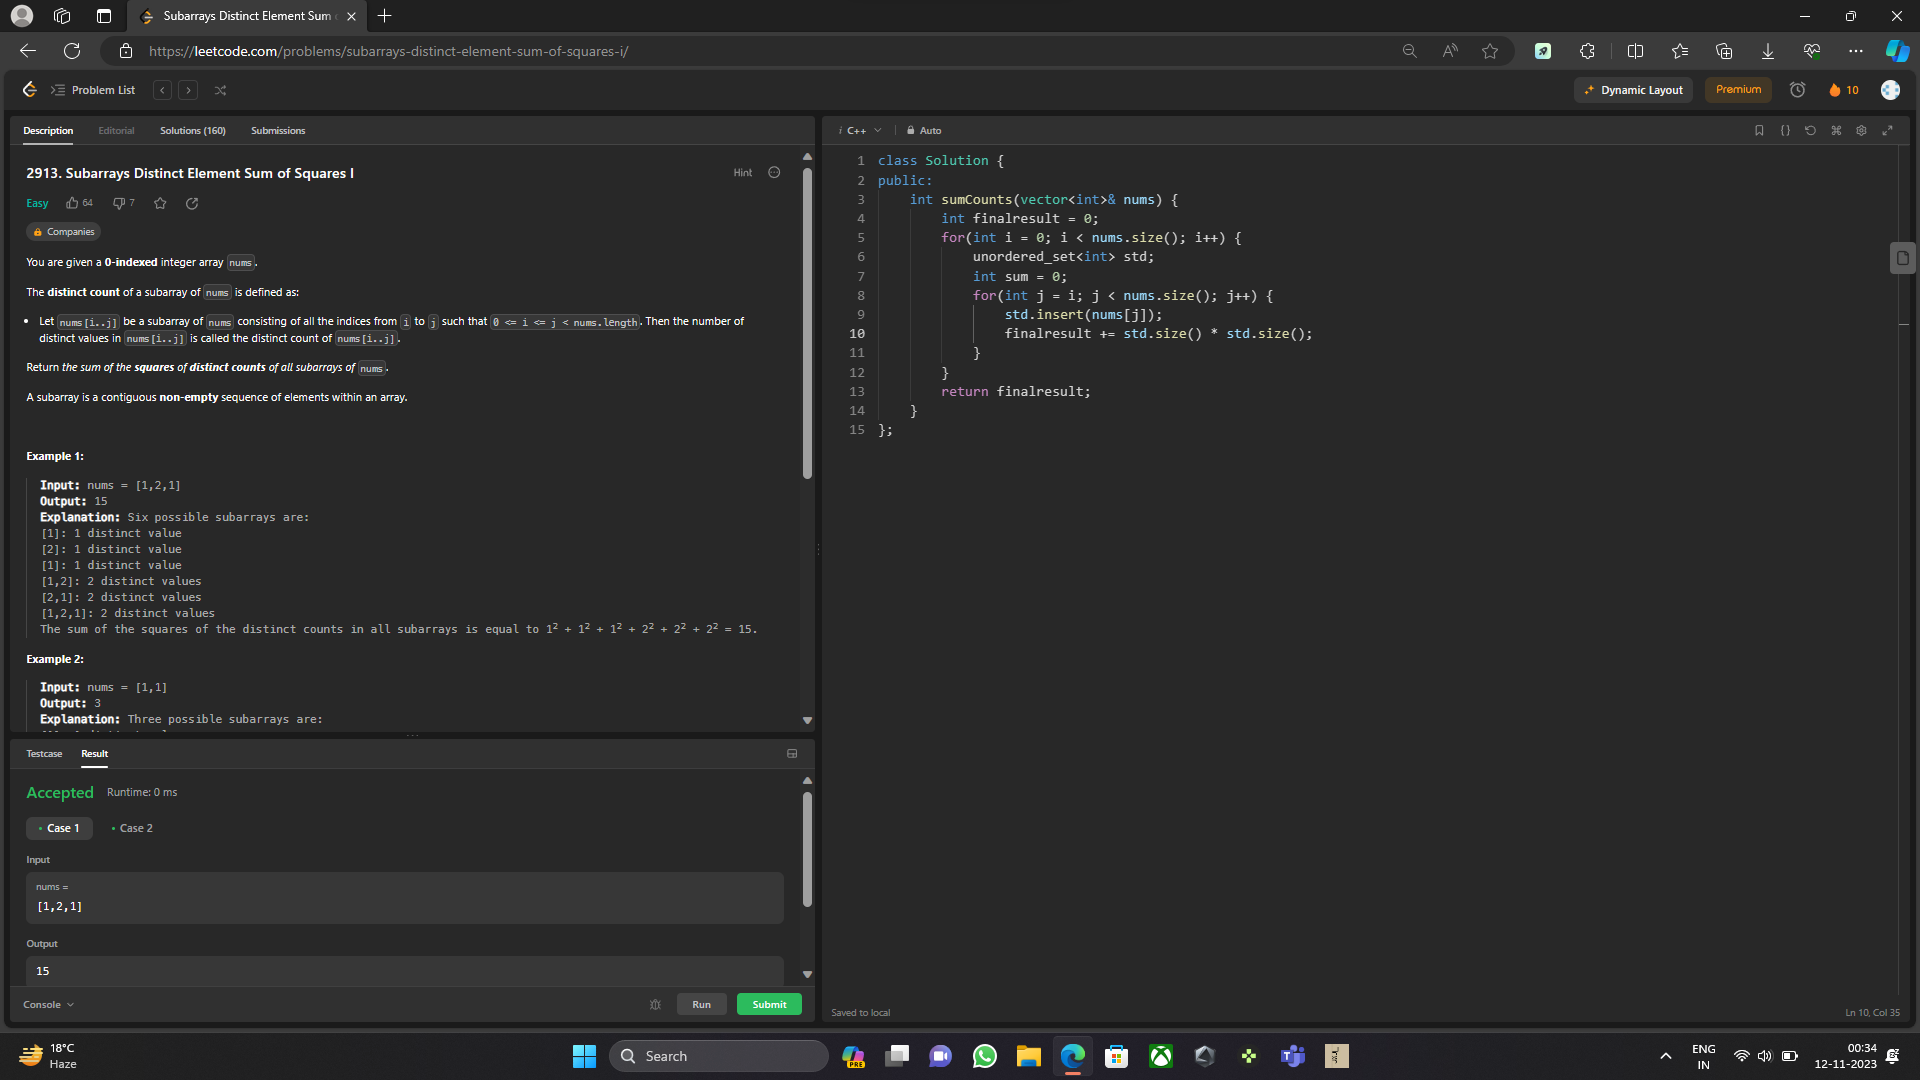 Subarrays Distinct Element Sum
https://leetcode.com/problems/subarrays-distinct-element-sum-of-squares-i/
Problem List
Dynamic Layout
Premium
10
Description Editorial Solutions (160) Submissions
2913. Subarrays Distinct Element Sum of Squares I
Hint
Easy 64 7
Companies
You are given a 0-indexed integer array nums.
The distinct count of a subarray of nums is defined as:
• Let nums[i..j] be a subarray of nums consisting of all the indices from i to j such that 0 <= i <= j < nums.length. Then the number of
distinct values in nums[i..j] is called the distinct count of nums[i..j].
Return the sum of the squares of distinct counts of all subarrays of nums.
A subarray is a contiguous non-empty sequence of elements within an array.
Example 1:
Input: nums = [1,2,1]
Output: 15
Explanation: Six possible subarrays are:
[1]: 1 distinct value
[2]: 1 distinct value
[1]: 1 distinct value
[1,2]: 2 distinct values
[2,1]: 2 distinct values
[1,2,1]: 2 distinct values
The sum of the squares of the distinct counts in all subarrays is equal to 1² + 1² + 1² + 2² + 2² + 2² = 15.
Example 2:
Input: nums = [1,1]
Output: 3
Explanation: Three possible subarrays are:
Testcase Result
Accepted Runtime: 0 ms
• Case 1 • Case 2
Input
nums =
[1,2,1]
Output
15
Console
Run
Submit
i C++ Auto
1 class Solution {
2 public:
3 int sumCounts(vector<int>& nums) {
4 int finalresult = 0;
5 for(int i = 0; i < nums.size(); i++) {
6 unordered_set<int> std;
7 int sum = 0;
8 for(int j = i; j < nums.size(); j++) {
9 std.insert(nums[j]);
10 finalresult += std.size() * std.size();
11 }
12 }
13 return finalresult;
14 }
15 };
Saved to local
Ln 10, Col 35
18°C
Haze
Search
PRE
ENG
IN
00:34
12-11-2023